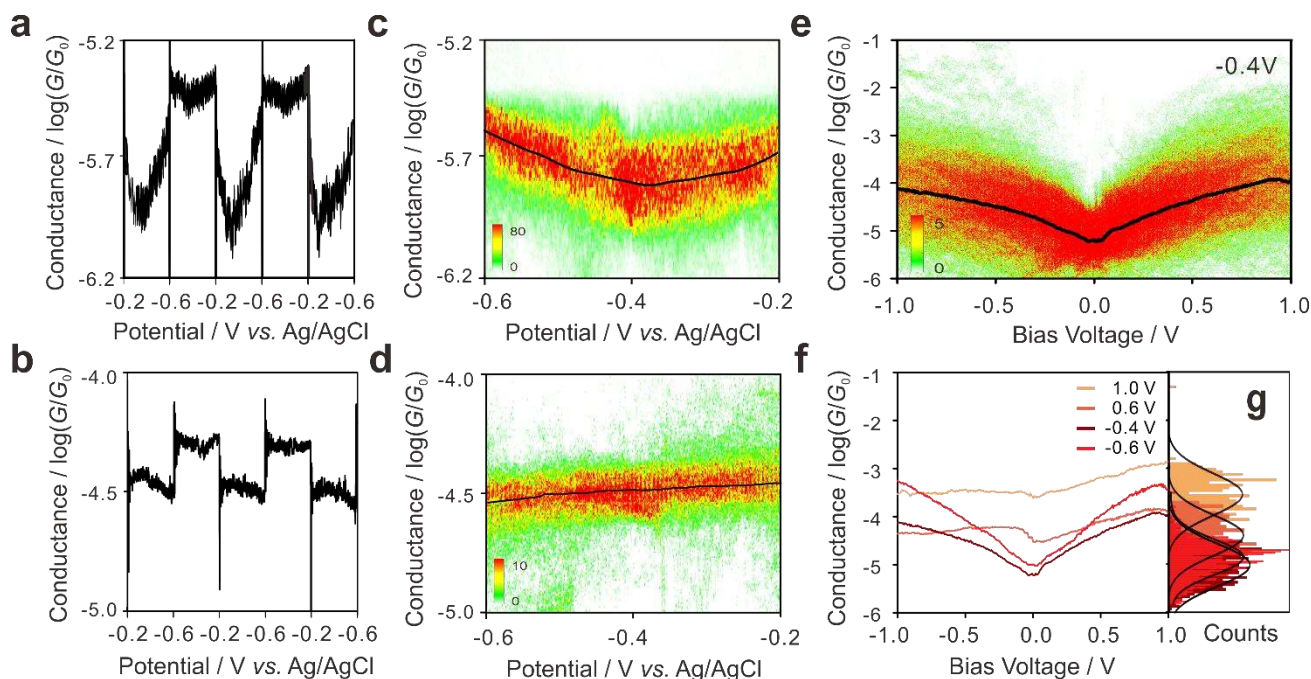 a
-5.2
-5.7
-6.2
Conductance / log(G/G₀)
-0.2 -0.6 -0.2 -0.6 -0.2 -0.6
Potential / V vs. Ag/AgCl
b
-4.0
-4.5
-5.0
Conductance / log(G/G₀)
-0.2 -0.6 -0.2 -0.6 -0.2 -0.6
Potential / V vs. Ag/AgCl
c
-5.2
-5.7
-6.2
Conductance / log(G/G₀)
80
0
-0.6 -0.4 -0.2
Potential / V vs. Ag/AgCl
d
-4.0
-4.5
-5.0
Conductance / log(G/G₀)
10
0
-0.6 -0.4 -0.2
Potential / V vs. Ag/AgCl
e
-1
-2
-3
-4
-5
-6
Conductance / log(G/G₀)
-0.4V
5
0
-1.0 -0.5 0.0 0.5 1.0
Bias Voltage / V
f
-1
-2
-3
-4
-5
-6
Conductance / log(G/G₀)
1.0 V
0.6 V
-0.4 V
-0.6 V
-1.0 -0.5 0.0 0.5 1.0
Bias Voltage / V
g
Counts